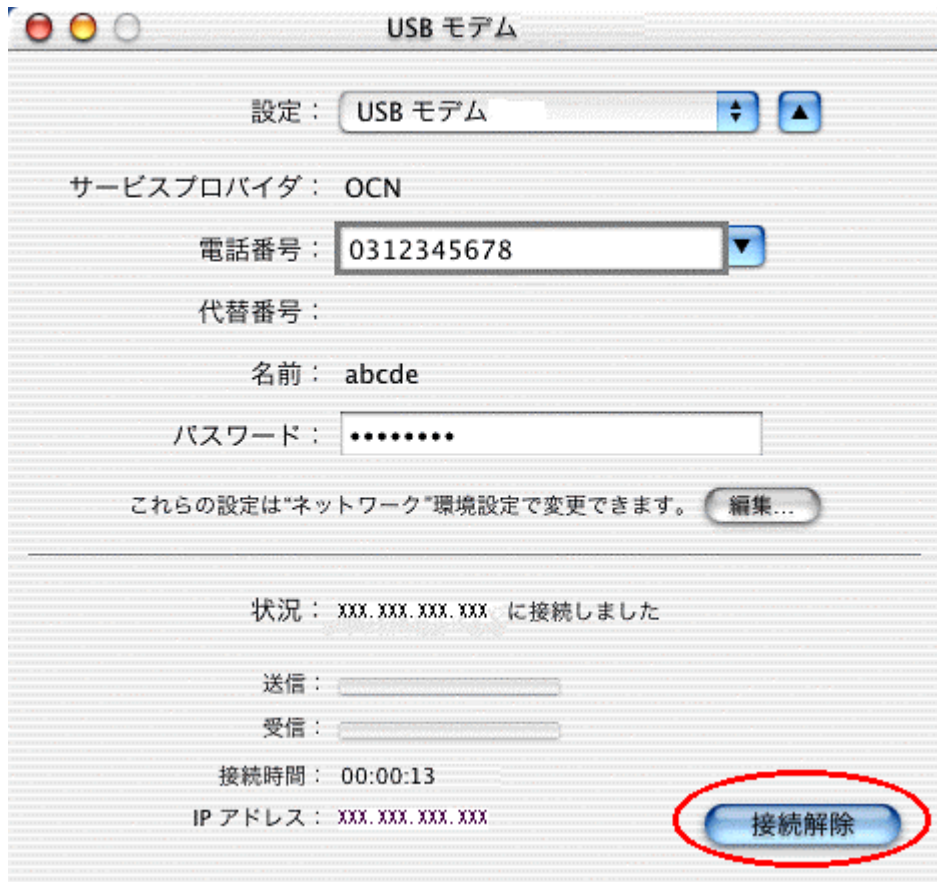 USB モデム
設定： USB モデム
サービスプロバイダ： OCN
電話番号： 0312345678
代替番号：
名前： abcde
パスワード： ••••••••
これらの設定は“ネットワーク”環境設定で変更できます。 編集...
状況： XXX.XXX.XXX.XXX に接続しました
送信：
受信：
接続時間： 00:00:13
IP アドレス： XXX.XXX.XXX.XXX
接続解除